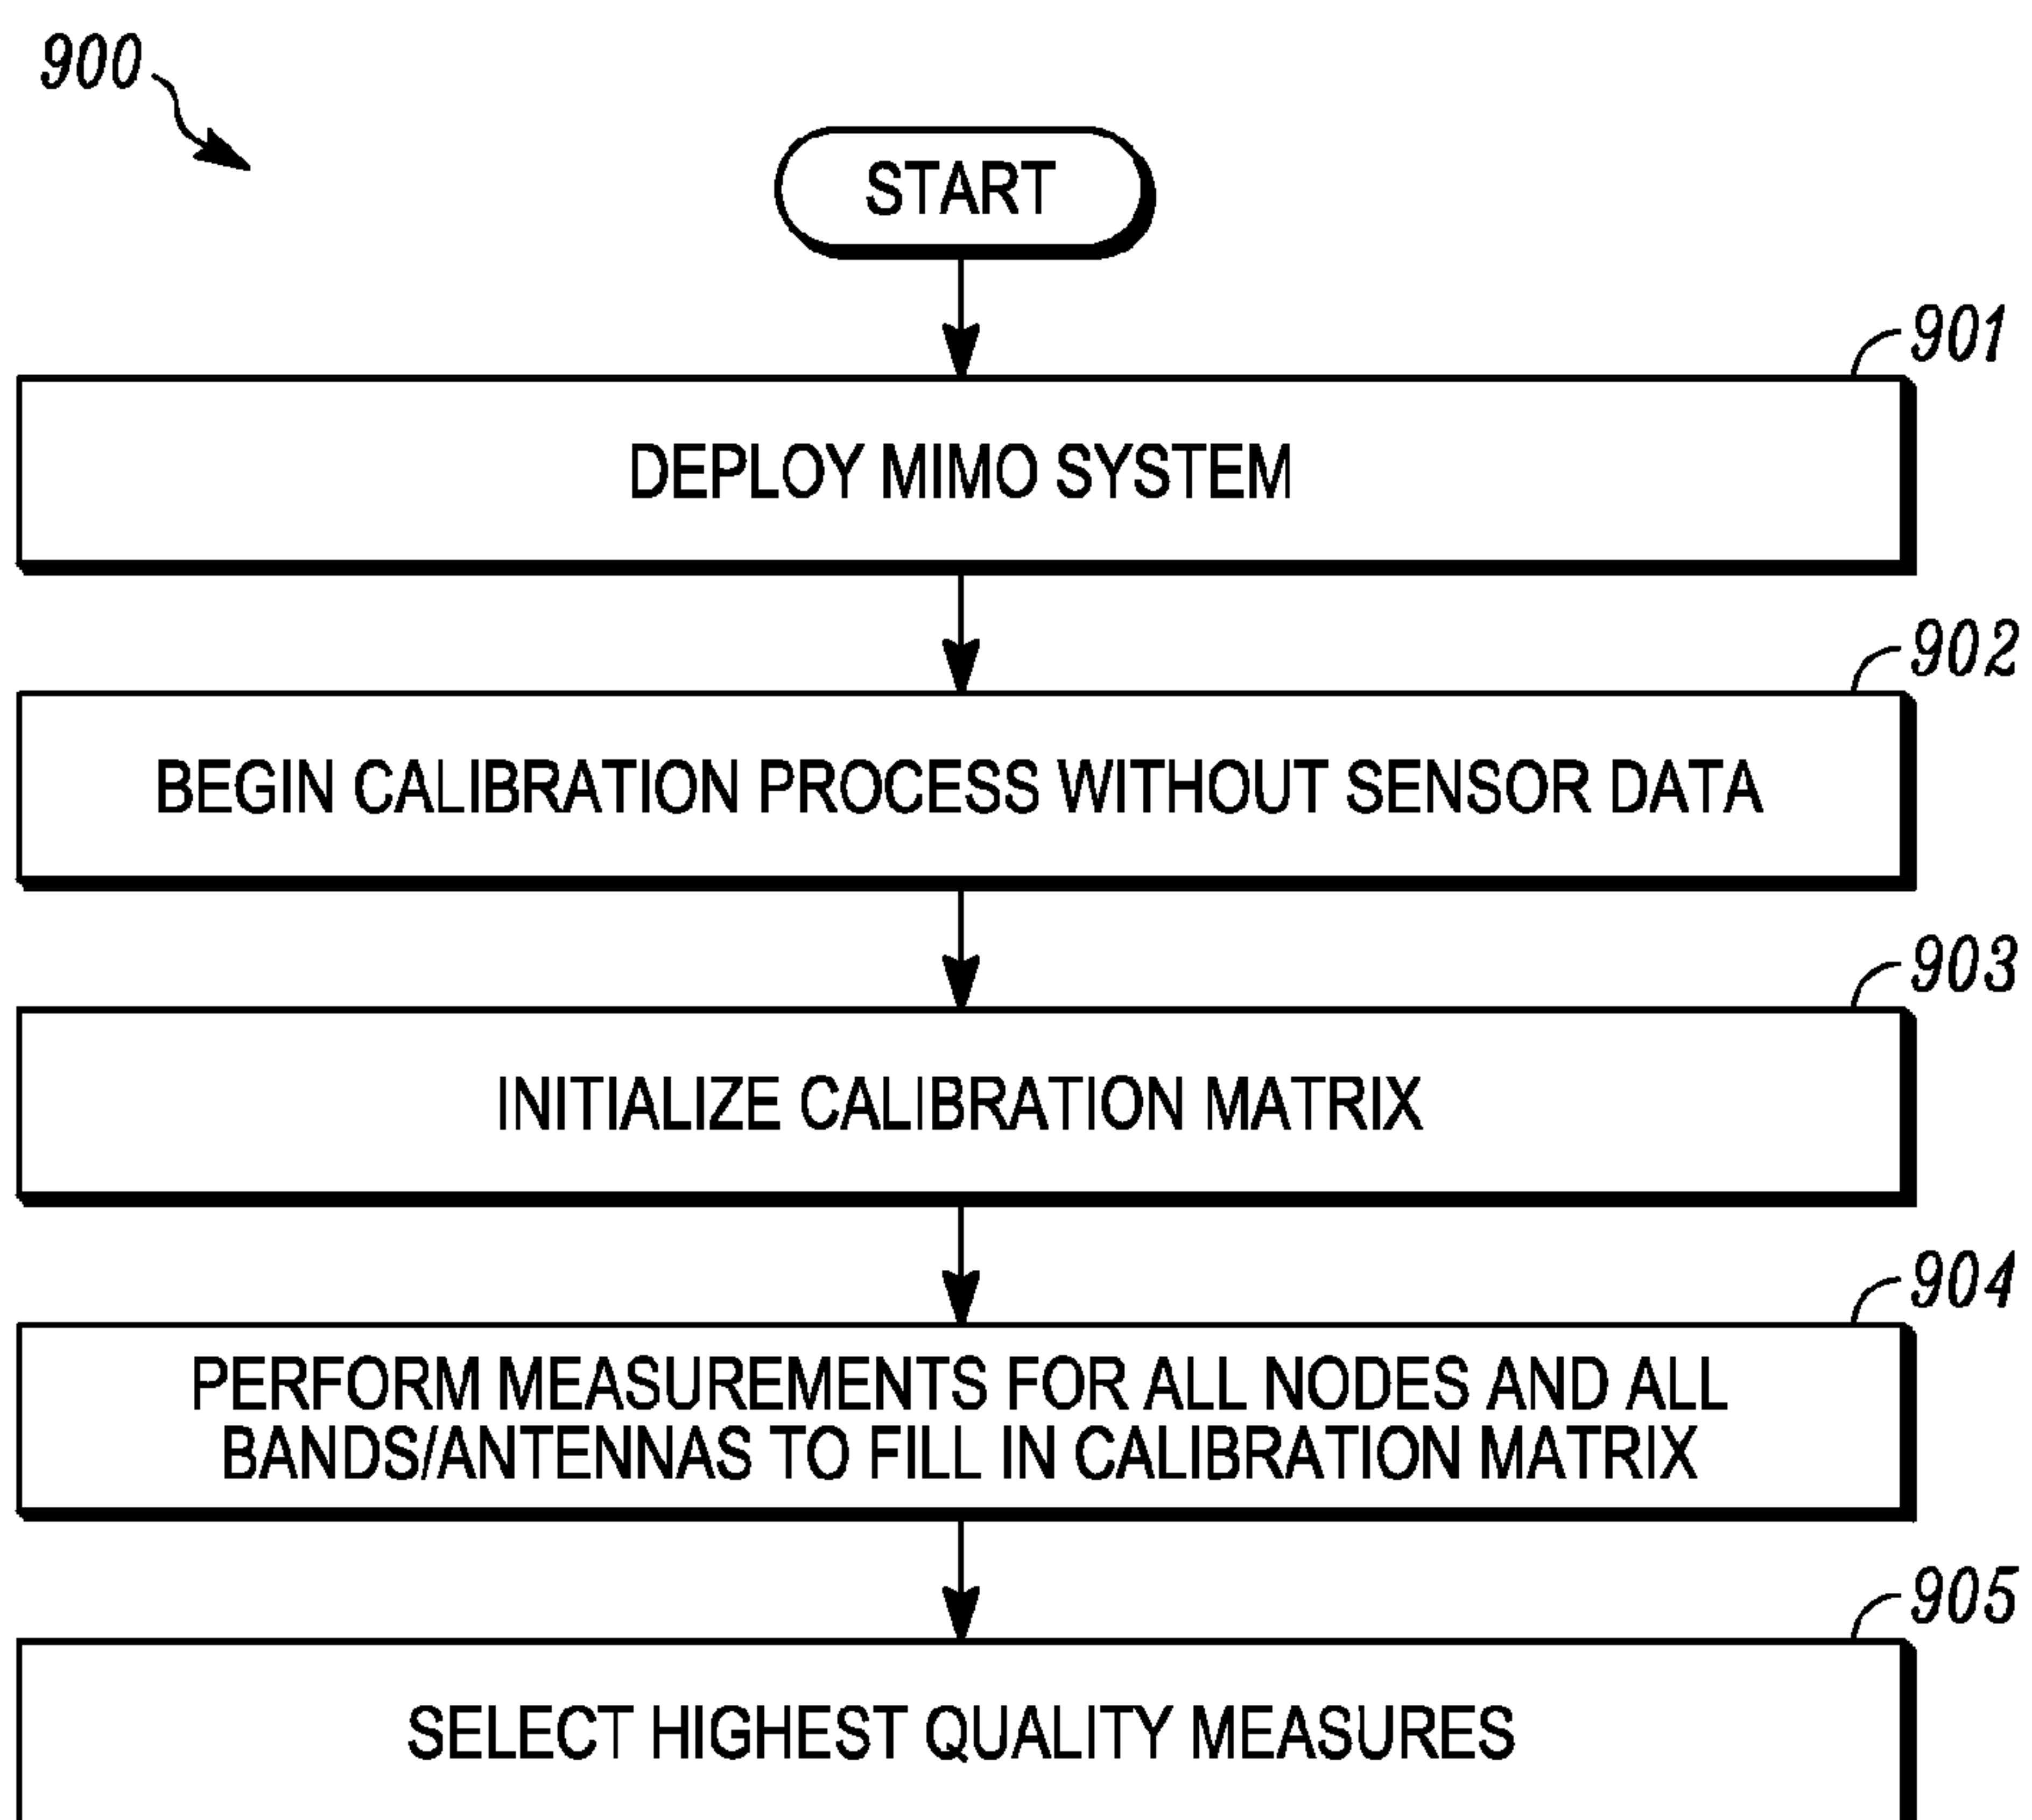 900
START
901
DEPLOY MIMO SYSTEM
902
BEGIN CALIBRATION PROCESS WITHOUT SENSOR DATA
903
INITIALIZE CALIBRATION MATRIX
904
PERFORM MEASUREMENTS FOR ALL NODES AND ALL
BANDS/ANTENNAS TO FILL IN CALIBRATION MATRIX
905
SELECT HIGHEST QUALITY MEASURES